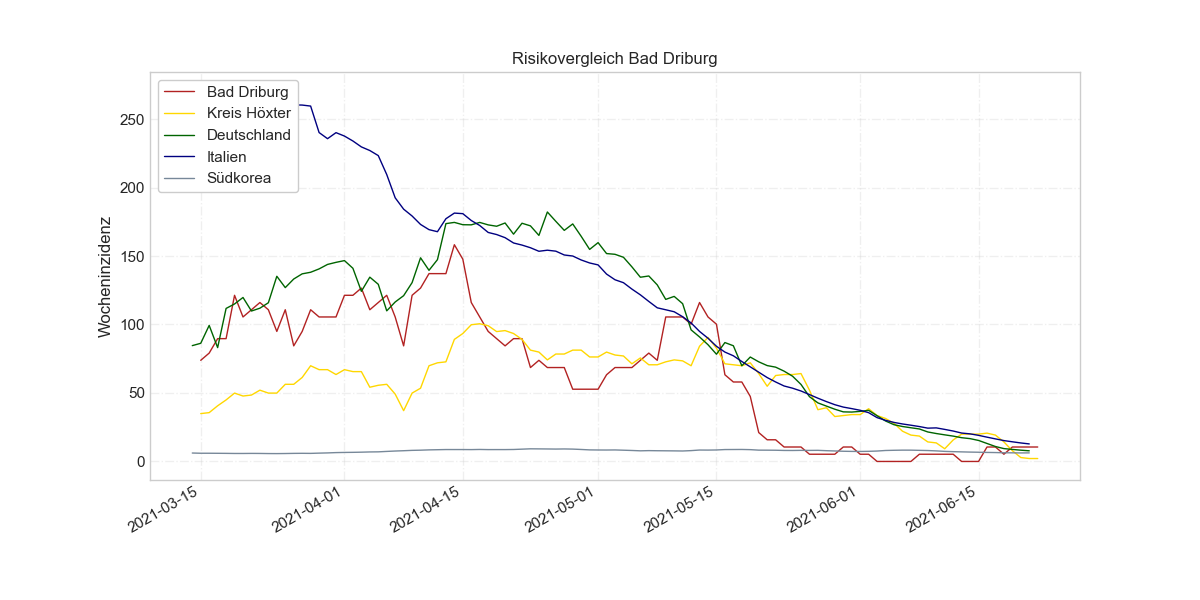 Risikovergleich Bad Driburg
Bad Driburg
Kreis Höxter
Deutschland
Italien
Südkorea
Wocheninzidenz
250
200
150
100
50
0
2021-03-15
2021-04-01
2021-04-15
2021-05-01
2021-05-15
2021-06-01
2021-06-15